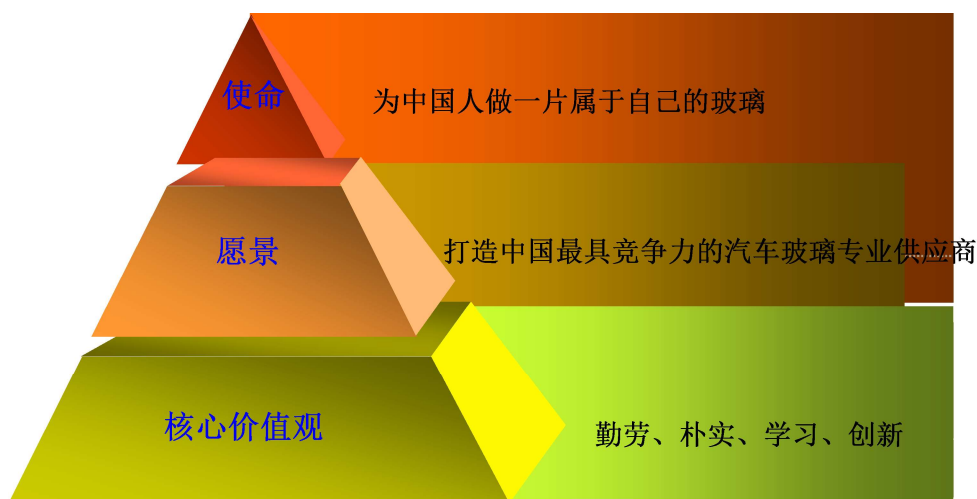 使命
为中国人做一片属于自己的玻璃
愿景
打造中国最具竞争力的汽车玻璃专业供应商
核心价值观
勤劳、朴实、学习、创新